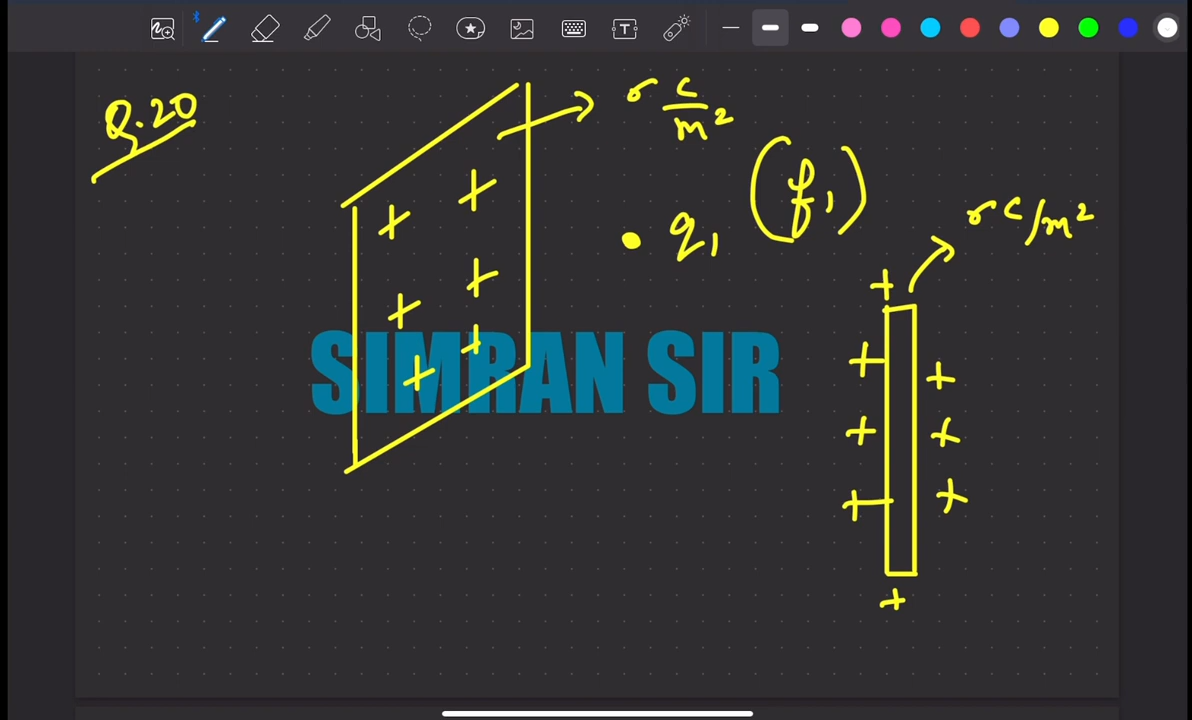 Q.20
σ C/m²
• q₁ (f₁)
σ C/m²
SIMRAN SIR